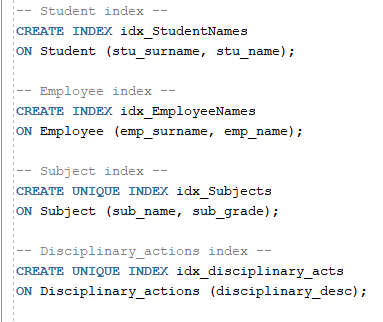 -- Student index --
CREATE INDEX idx_StudentNames
ON Student (stu_surname, stu_name);
-- Employee index --
CREATE INDEX idx_EmployeeNames
ON Employee (emp_surname, emp_name);
-- Subject index --
CREATE UNIQUE INDEX idx_Subjects
ON Subject (sub_name, sub_grade);
-- Disciplinary_actions index --
CREATE UNIQUE INDEX idx_disciplinary_acts
ON Disciplinary_actions (disciplinary_desc);